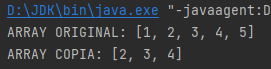 D:\JDK\bin\java.exe "-javaagent:D
ARRAY ORIGINAL: [1, 2, 3, 4, 5]
ARRAY COPIA: [2, 3, 4]